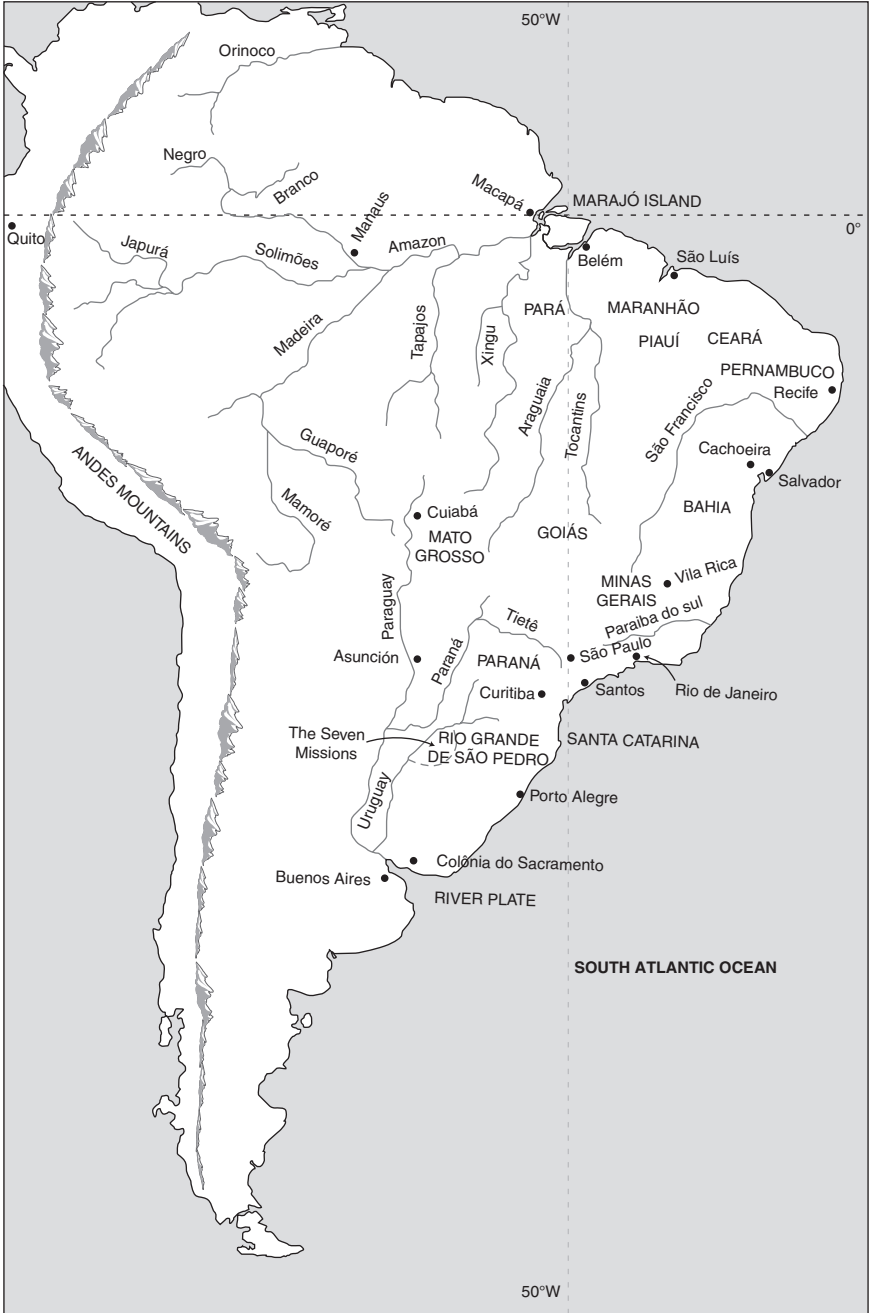 50°W
Orinoco
Negro
Branco
Macapá
MARAJÓ ISLAND
Manaus
0°
Quito
Japurá
Solimões
Amazon
Belém
São Luís
PARÁ
MARANHÃO
Madeira
Tapajos
Xingu
PIAUÍ
CEARÁ
PERNAMBUCO
Recife
Araguaia
Tocantins
São Francisco
Guaporé
Cachoeira
Salvador
ANDES MOUNTAINS
Mamoré
Cuiabá
BAHIA
MATO
GROSSO
GOIÁS
MINAS
GERAIS
Vila Rica
Paraguay
Tietê
Paraiba do sul
Asunción
Paraná
PARANÁ
São Paulo
Curitiba
Santos
Rio de Janeiro
The Seven
Missions
RIO GRANDE
DE SÃO PEDRO
SANTA CATARINA
Uruguay
Porto Alegre
Colônia do Sacramento
Buenos Aires
RIVER PLATE
SOUTH ATLANTIC OCEAN
50°W